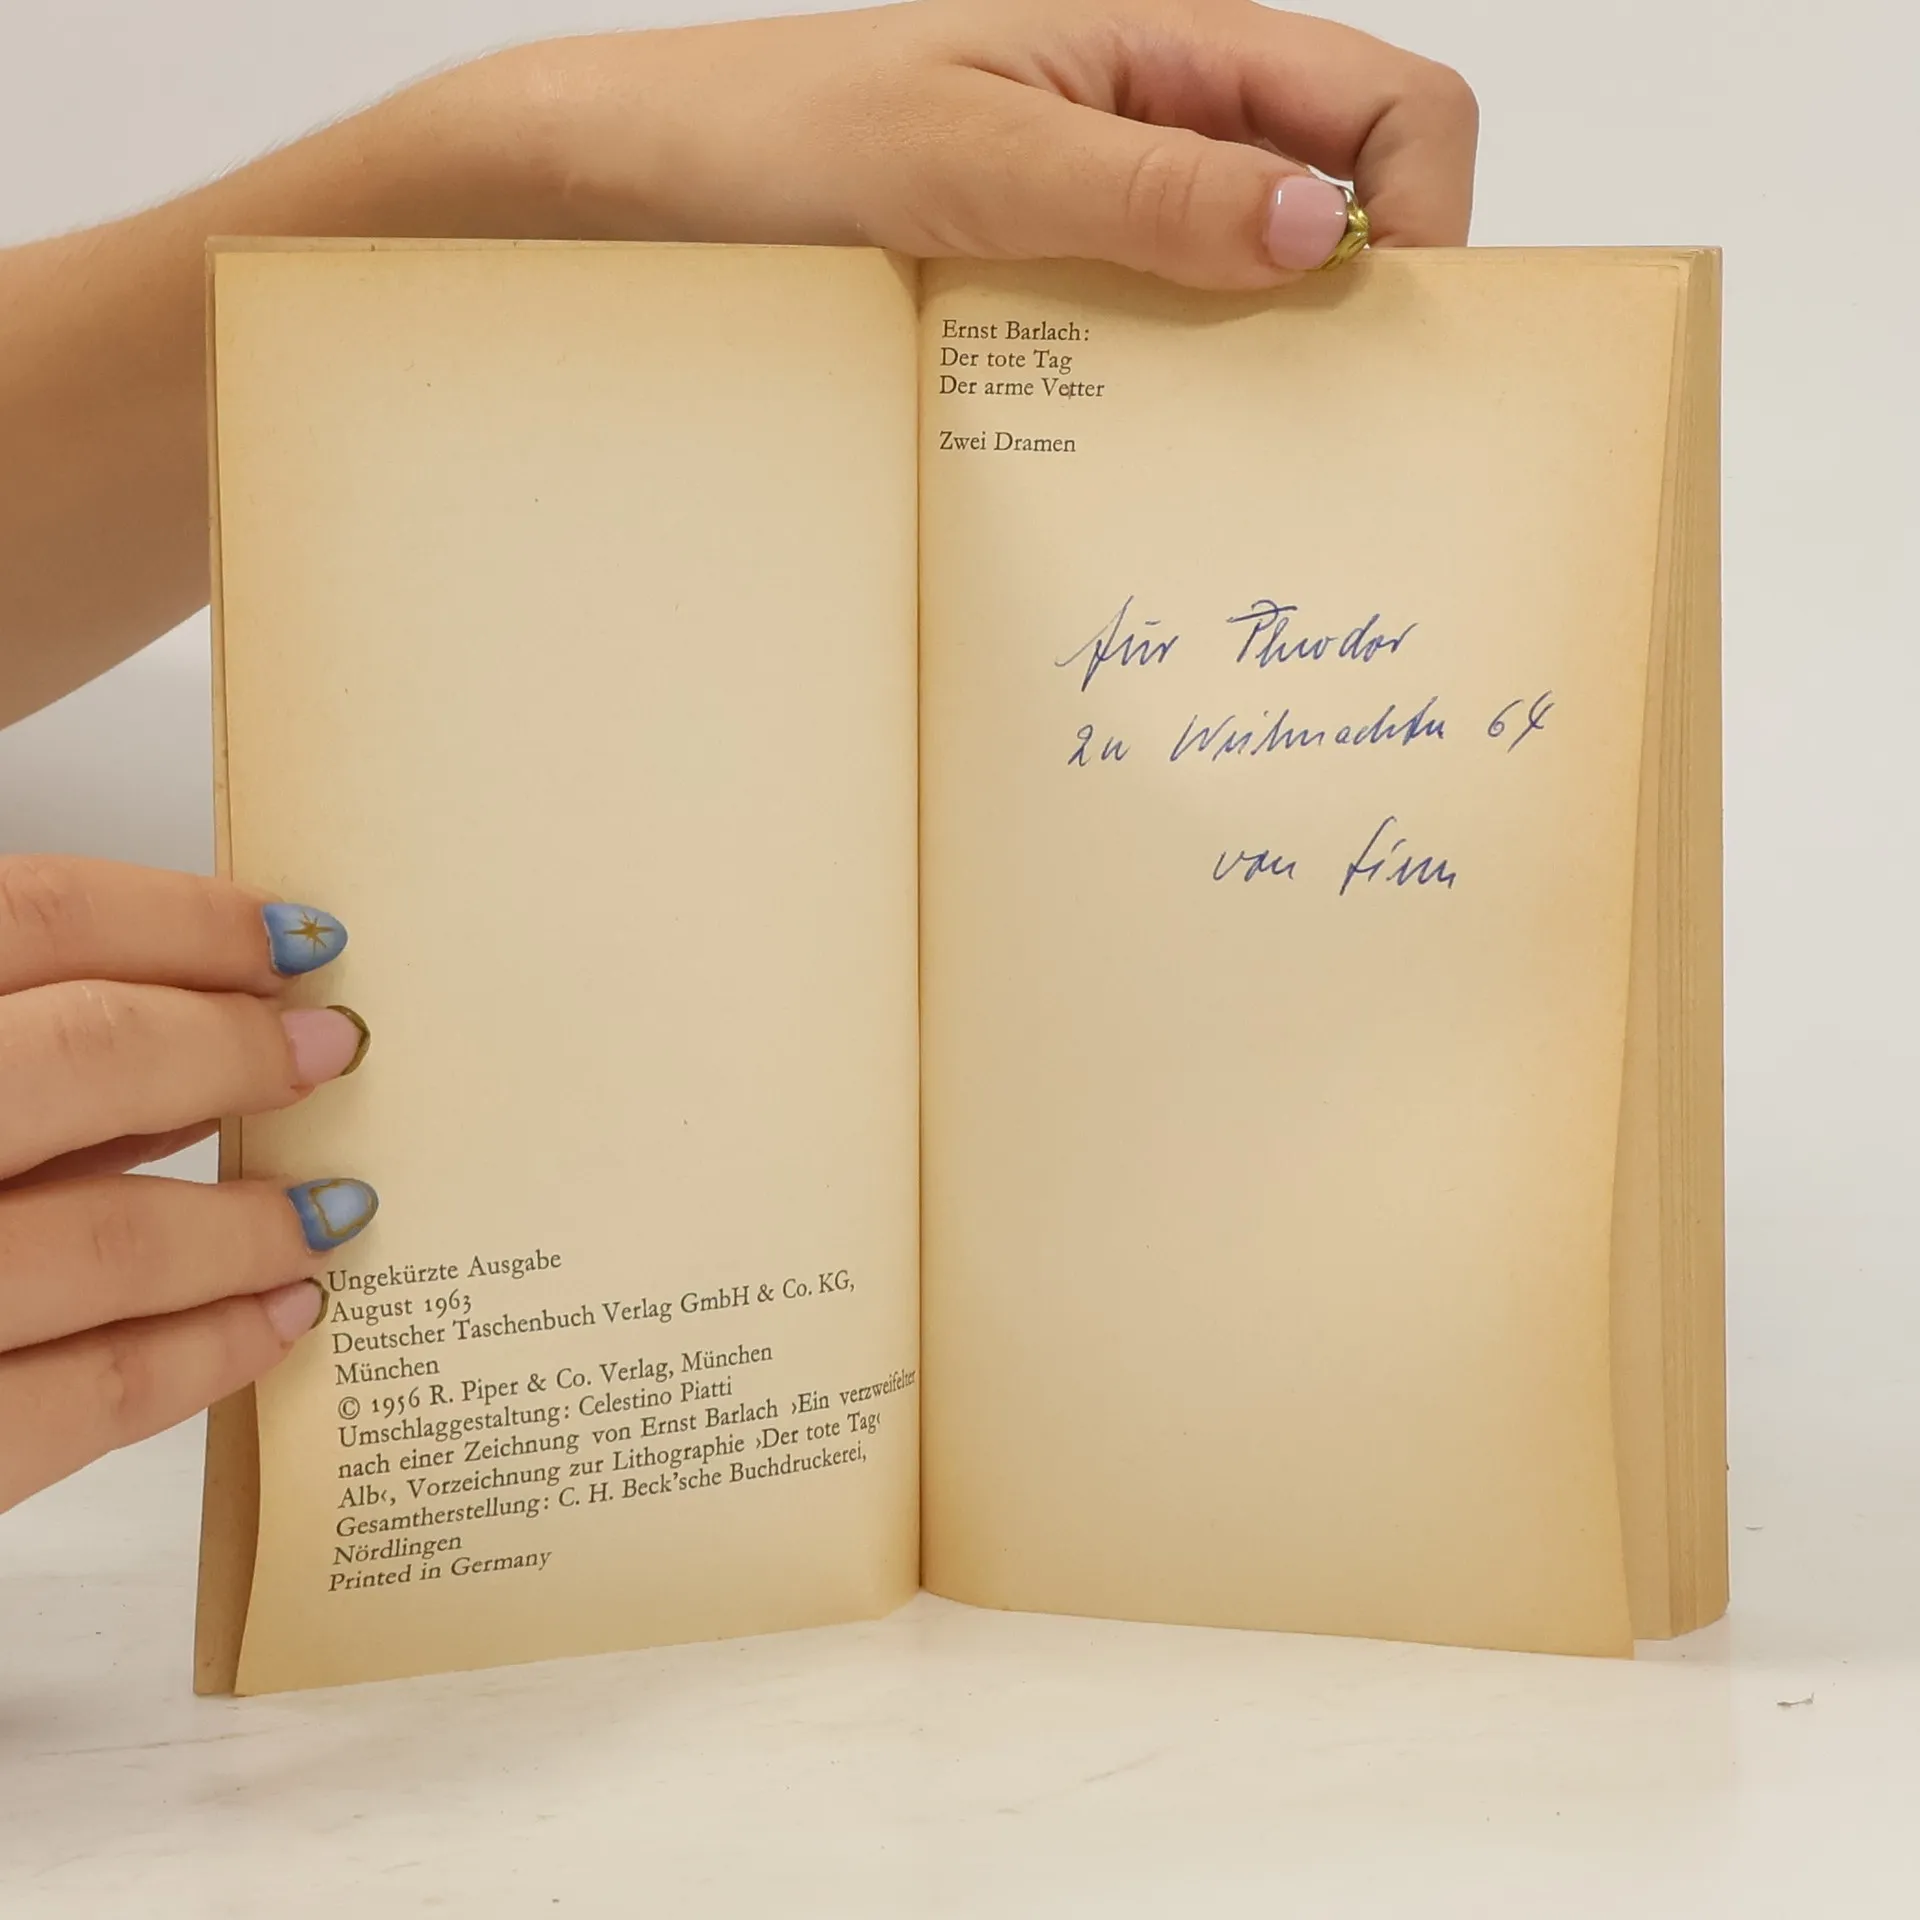 Ungekürzte Ausgabe
August 1963
Deutscher Taschenbuch Verlag GmbH & Co. KG,
München
© 1956 R. Piper & Co. Verlag, München
Umschlaggestaltung: Celestino Piatti
nach einer Zeichnung von Ernst Barlach ›Ein verzweifelter
Alb‹, Vorzeichnung zur Lithographie ›Der tote Tag‹
Gesamtherstellung: C. H. Beck'sche Buchdruckerei,
Nördlingen
Printed in Germany
Ernst Barlach:
Der tote Tag
Der arme Vetter
Zwei Dramen
für Theodor
zu Weihnachten 64
von Finn